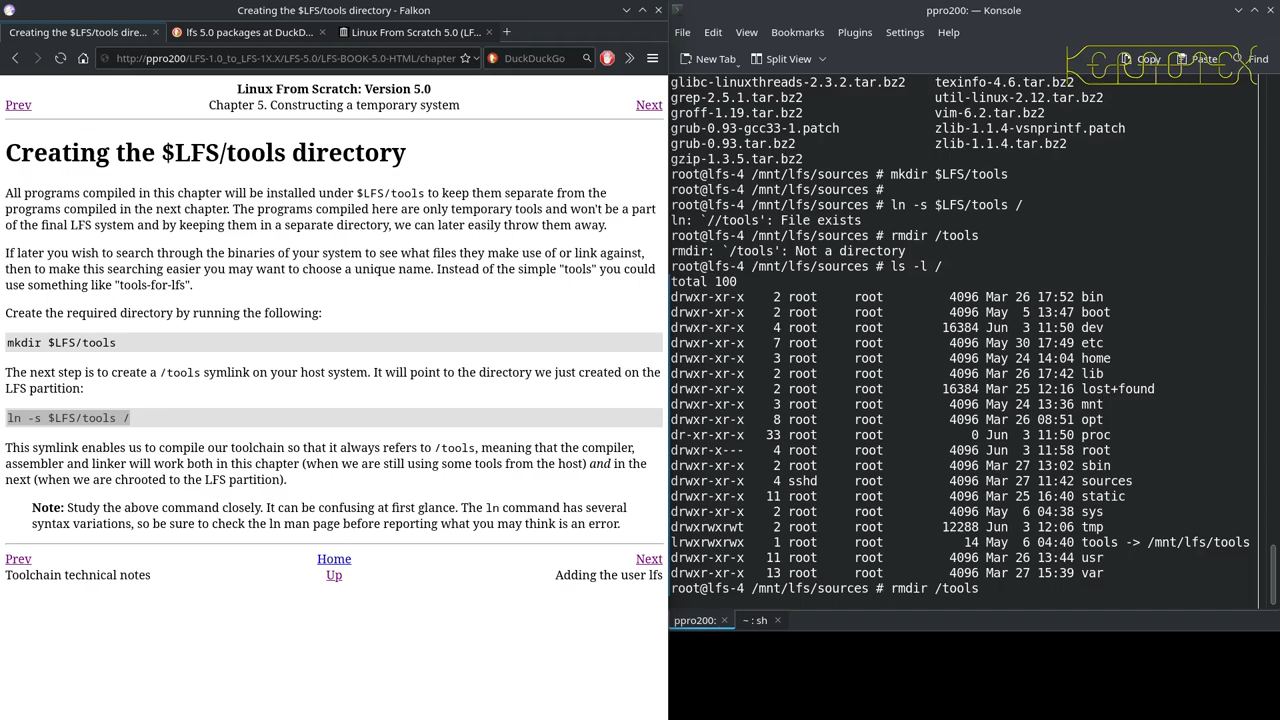 Creating the $LFS/tools directory - Falkon
Creating the $LFS/tools dire...
lfs 5.0 packages at DuckD...
Linux From Scratch 5.0 (LF...
http://ppro200/LFS-1.0_to_LFS-1X.X/LFS-5.0/LFS-BOOK-5.0-HTML/chapter
DuckDuckGo
Linux From Scratch: Version 5.0
Prev Chapter 5. Constructing a temporary system Next
Creating the $LFS/tools directory
All programs compiled in this chapter will be installed under $LFS/tools to keep them separate from the
programs compiled in the next chapter. The programs compiled here are only temporary tools and won't be a part
of the final LFS system and by keeping them in a separate directory, we can later easily throw them away.
If later you wish to search through the binaries of your system to see what files they make use of or link against,
then to make this searching easier you may want to choose a unique name. Instead of the simple "tools" you could
use something like "tools-for-lfs".
Create the required directory by running the following:
mkdir $LFS/tools
The next step is to create a /tools symlink on your host system. It will point to the directory we just created on the
LFS partition:
ln -s $LFS/tools /
This symlink enables us to compile our toolchain so that it always refers to /tools, meaning that the compiler,
assembler and linker will work both in this chapter (when we are still using some tools from the host) and in the
next (when we are chrooted to the LFS partition).
Note: Study the above command closely. It can be confusing at first glance. The ln command has several
syntax variations, so be sure to check the ln man page before reporting what you may think is an error.
Prev Home Next
Toolchain technical notes Up Adding the user lfs
ppro200: — Konsole
File Edit View Bookmarks Plugins Settings Help
New Tab Split View Copy Paste Find
glibc-linuxthreads-2.3.2.tar.bz2 texinfo-4.6.tar.bz2
grep-2.5.1.tar.bz2 util-linux-2.12.tar.bz2
groff-1.19.tar.bz2 vim-6.2.tar.bz2
grub-0.93-gcc33-1.patch zlib-1.1.4-vsnprintf.patch
grub-0.93.tar.bz2 zlib-1.1.4.tar.bz2
gzip-1.3.5.tar.bz2
root@lfs-4 /mnt/lfs/sources # mkdir $LFS/tools
root@lfs-4 /mnt/lfs/sources #
root@lfs-4 /mnt/lfs/sources # ln -s $LFS/tools /
ln: `//tools': File exists
root@lfs-4 /mnt/lfs/sources # rmdir /tools
rmdir: `/tools': Not a directory
root@lfs-4 /mnt/lfs/sources # ls -l /
total 100
drwxr-xr-x 2 root root 4096 Mar 26 17:52 bin
drwxr-xr-x 2 root root 4096 May 5 13:47 boot
drwxr-xr-x 4 root root 16384 Jun 3 11:50 dev
drwxr-xr-x 7 root root 4096 May 30 17:49 etc
drwxr-xr-x 3 root root 4096 May 24 14:04 home
drwxr-xr-x 2 root root 4096 Mar 26 17:42 lib
drwxr-xr-x 2 root root 16384 Mar 25 12:16 lost+found
drwxr-xr-x 3 root root 4096 May 24 13:36 mnt
drwxr-xr-x 8 root root 4096 Mar 26 08:51 opt
dr-xr-xr-x 33 root root 0 Jun 3 11:50 proc
drwxr-x--- 4 root root 4096 Jun 3 11:58 root
drwxr-xr-x 2 root root 4096 Mar 27 13:02 sbin
drwxr-xr-x 4 sshd root 4096 Mar 27 11:42 sources
drwxr-xr-x 11 root root 4096 Mar 25 16:40 static
drwxr-xr-x 2 root root 4096 May 6 04:38 sys
drwxrwxrwt 2 root root 12288 Jun 3 12:06 tmp
lrwxrwxrwx 1 root root 14 May 6 04:40 tools -> /mnt/lfs/tools
drwxr-xr-x 11 root root 4096 Mar 26 13:44 usr
drwxr-xr-x 13 root root 4096 Mar 27 15:39 var
root@lfs-4 /mnt/lfs/sources # rmdir /tools
ppro200: ~ : sh